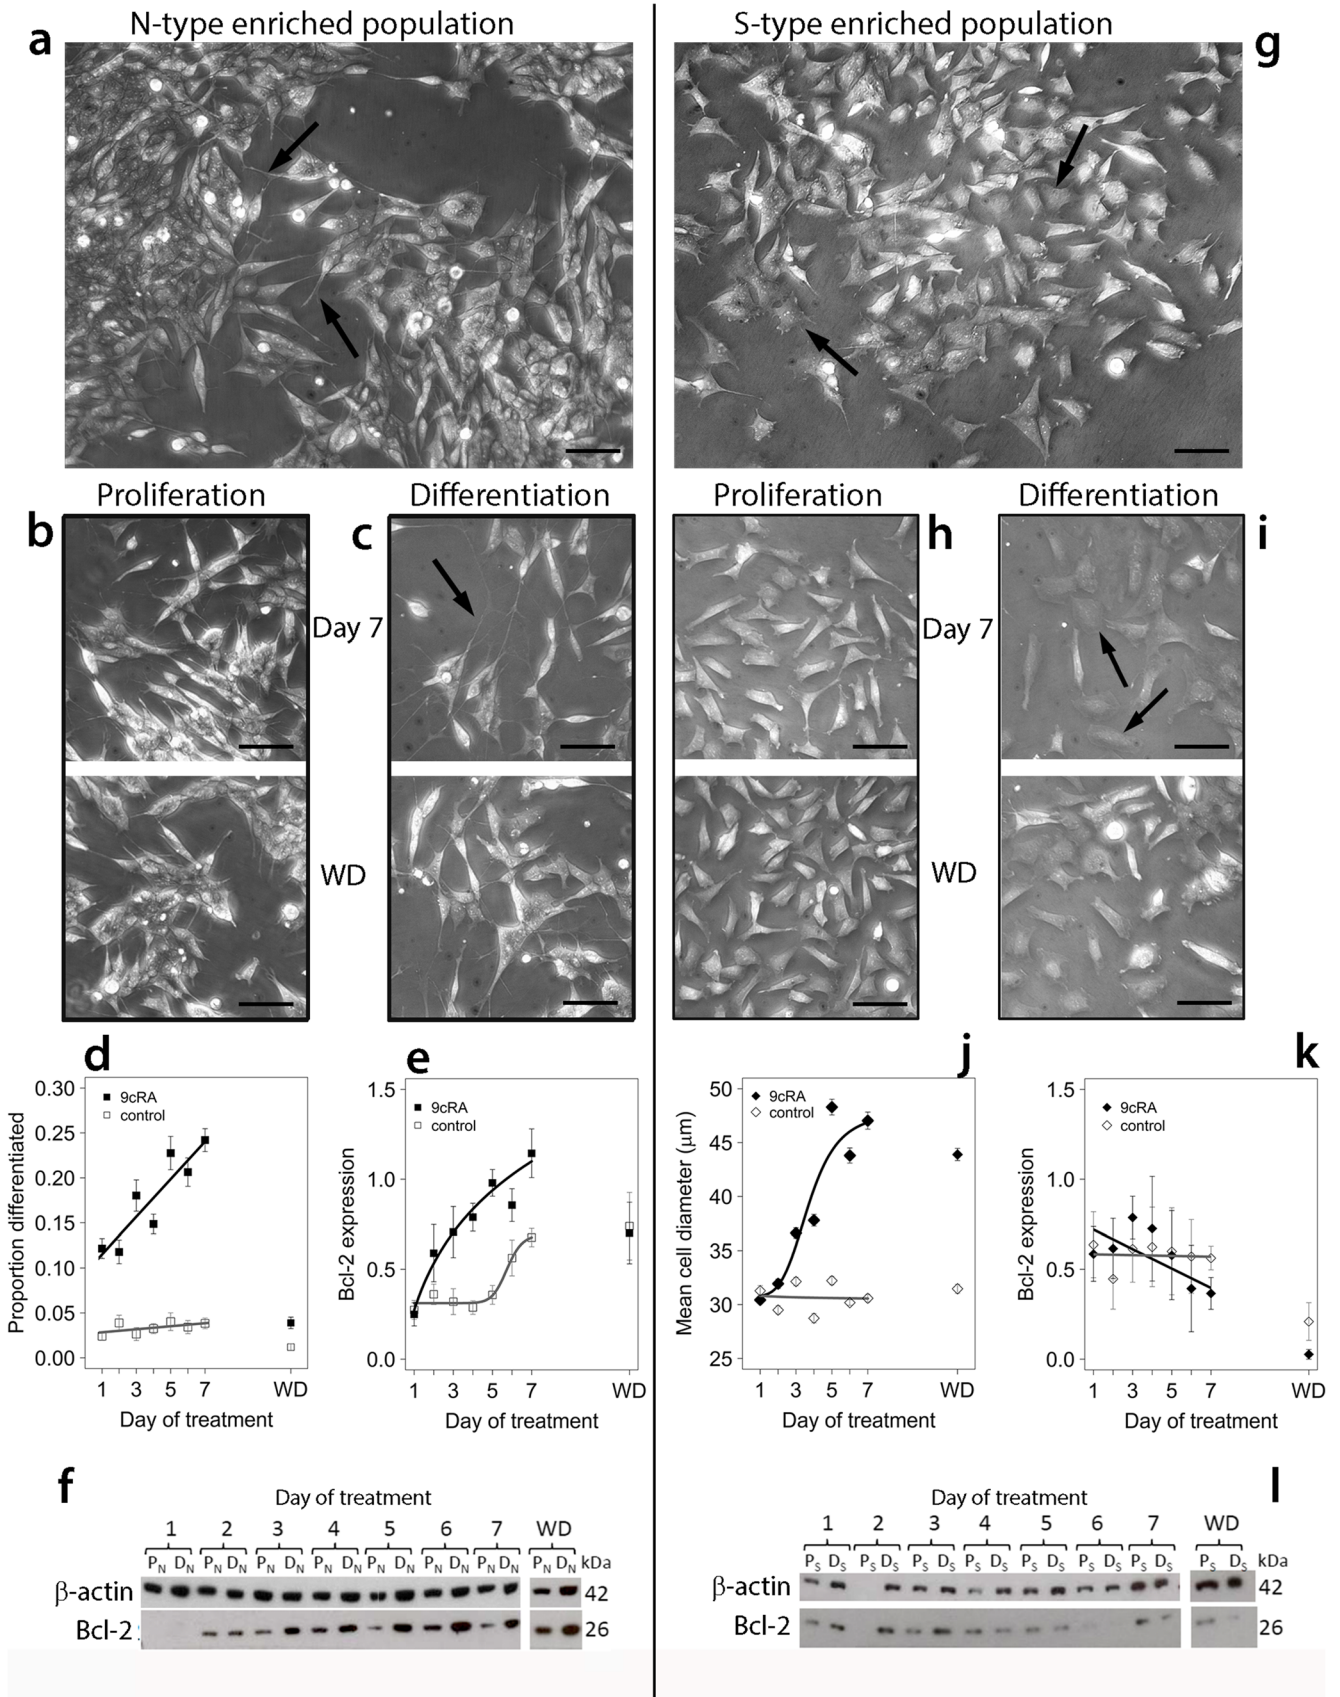 N-type enriched population
a
Proliferation
Differentiation
b
c
Day 7
WD
d
0.30
0.25
0.20
0.15
0.10
0.05
0.00
Proportion differentiated
9cRA
control
1 3 5 7 WD
Day of treatment
e
1.5
1.0
0.5
0.0
Bcl-2 expression
9cRA
control
1 3 5 7 WD
Day of treatment
f
Day of treatment
1 2 3 4 5 6 7 WD
PN DN PN DN PN DN PN DN PN DN PN DN PN DN PN DN kDa
β-actin 42
Bcl-2 26
S-type enriched population
g
Proliferation
Differentiation
h
i
Day 7
WD
j
50
45
40
35
30
25
Mean cell diameter (μm)
9cRA
control
1 3 5 7 WD
Day of treatment
k
1.5
1.0
0.5
0.0
Bcl-2 expression
9cRA
control
1 3 5 7 WD
Day of treatment
l
Day of treatment
1 2 3 4 5 6 7 WD
PS DS PS DS PS DS PS DS PS DS PS DS PS DS PS DS kDa
β-actin 42
Bcl-2 26